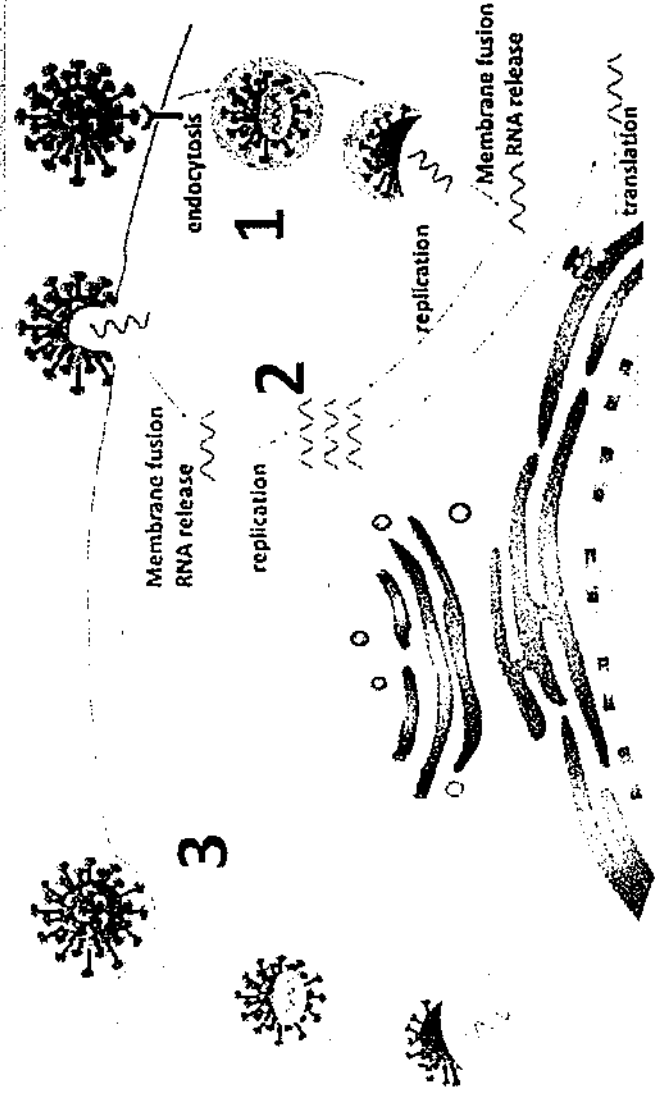 Membrane fusion
RNA release
endocytosis
3
1
replication
2
replication
Membrane fusion
RNA release
translation